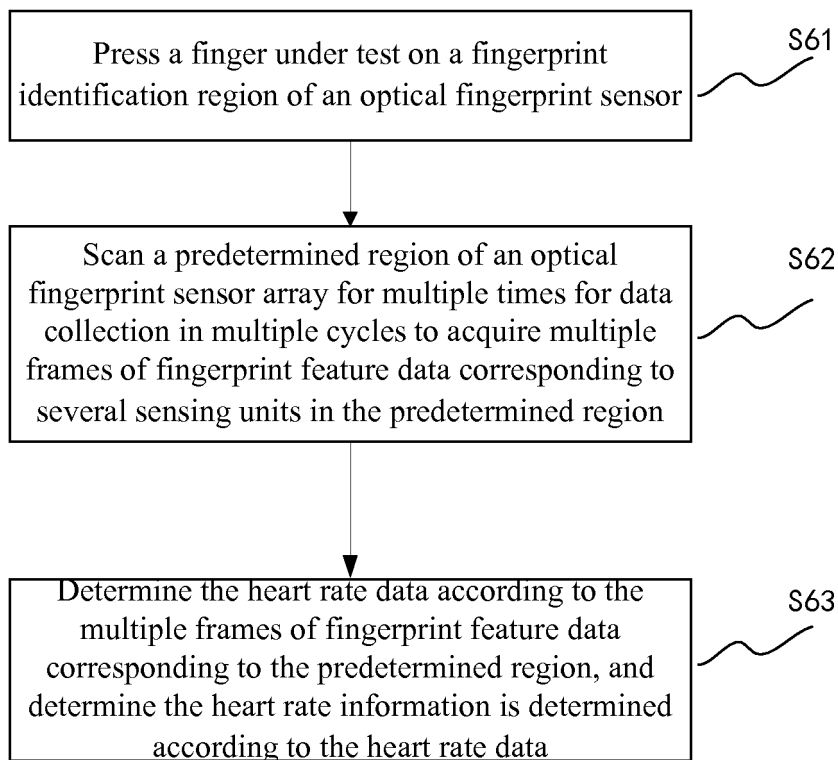 Press a finger under test on a fingerprint
identification region of an optical fingerprint sensor
S61
Scan a predetermined region of an optical
fingerprint sensor array for multiple times for data
collection in multiple cycles to acquire multiple
frames of fingerprint feature data corresponding to
several sensing units in the predetermined region
S62
Determine the heart rate data according to the
multiple frames of fingerprint feature data
corresponding to the predetermined region, and
determine the heart rate information is determined
according to the heart rate data
S63